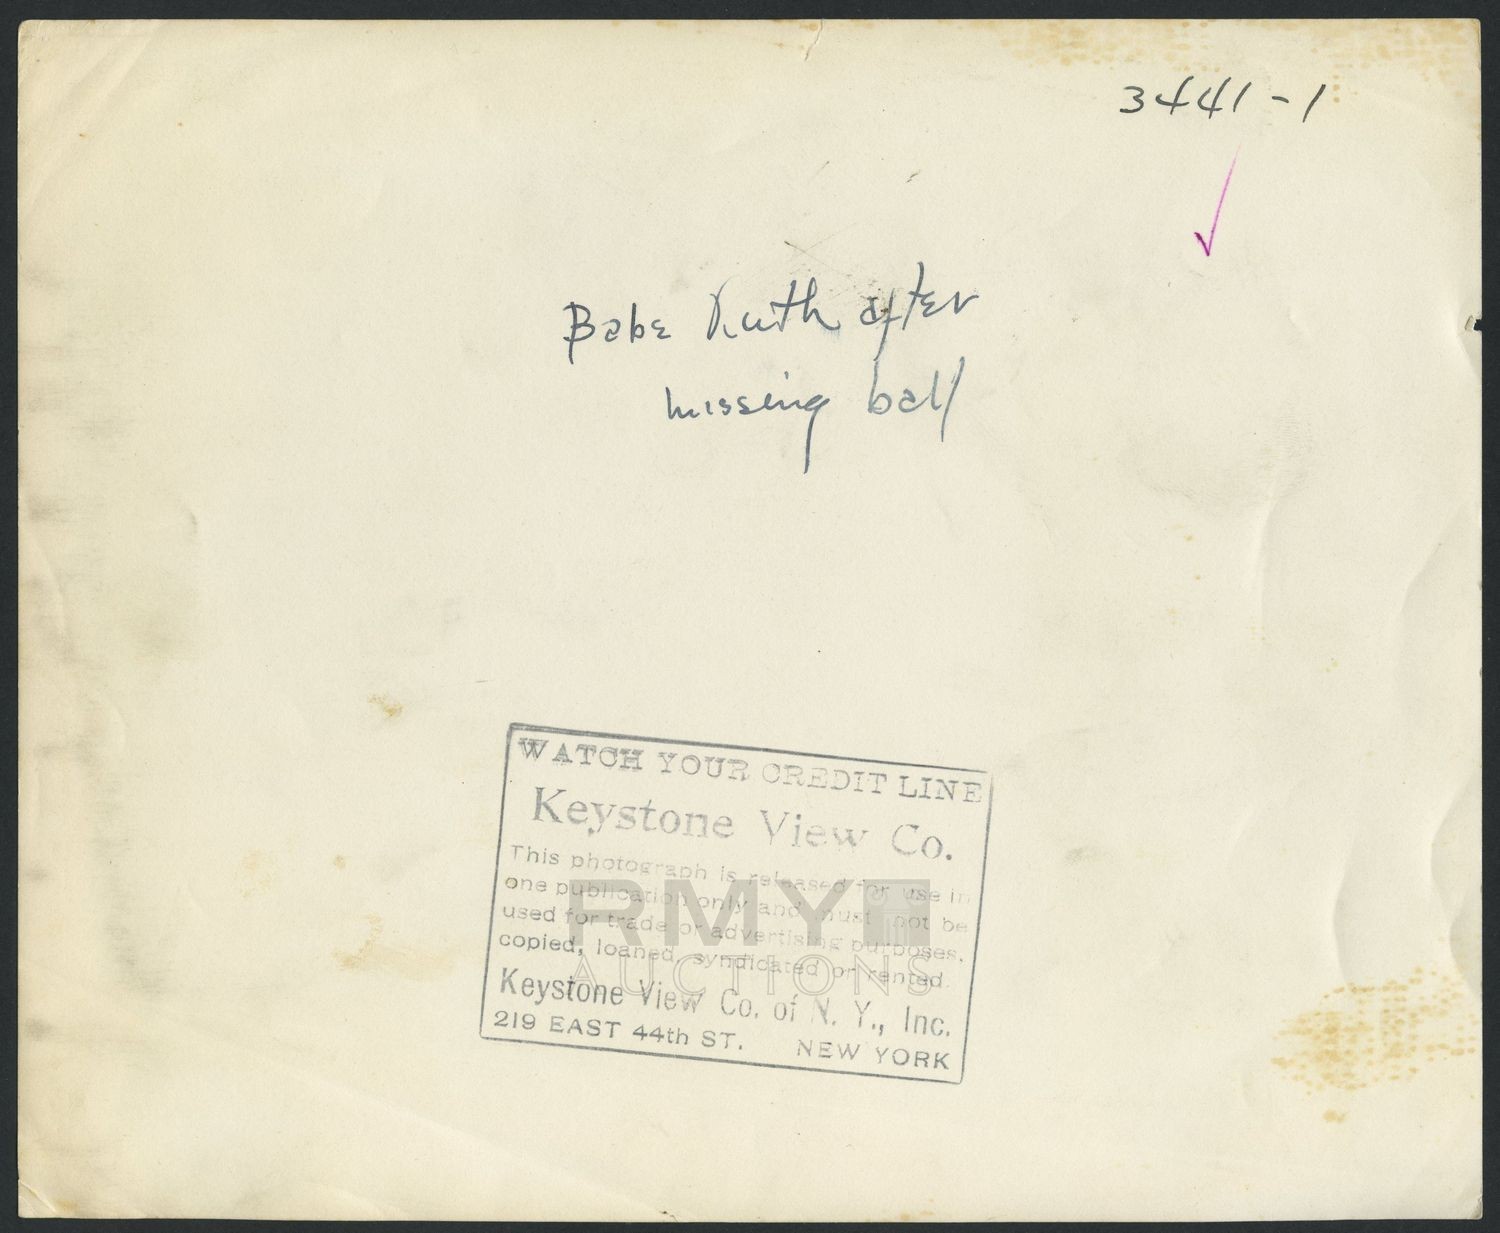 3441-1
Babe Ruth after
missing ball
WATCH YOUR CREDIT LINE
Keystone View Co.
This photograph is released for use in
one publication only and must not be
used for trade or advertising purposes,
copied, loaned, syndicated or rented.
Keystone View Co. of N. Y., Inc.
219 EAST 44th ST. NEW YORK
RMY
AUCTIONS